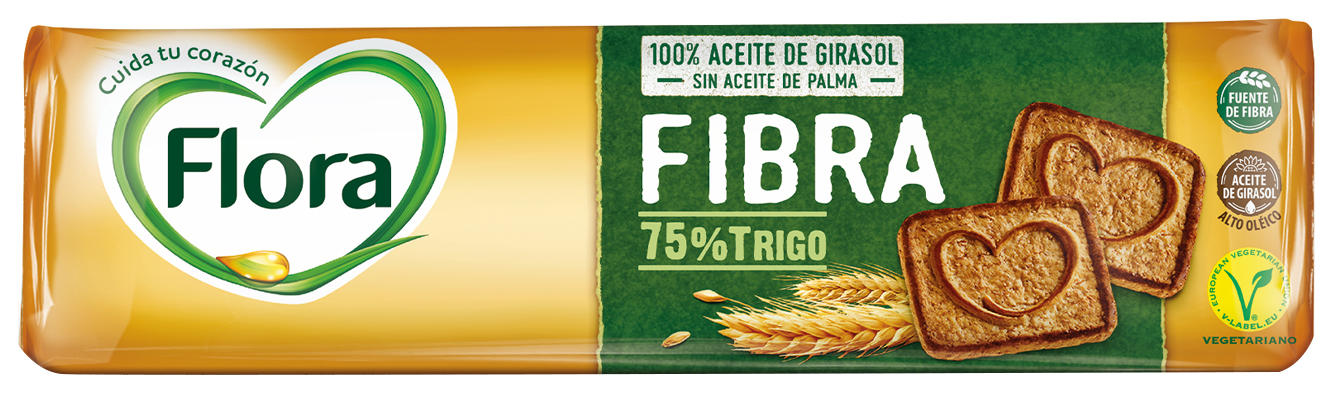 Cuida tu corazón
Flora
100% ACEITE DE GIRASOL
SIN ACEITE DE PALMA
FIBRA
75%TRIGO
FUENTE
DE FIBRA
ACEITE
DE GIRASOL
ALTO OLÉICO
EUROPEAN VEGETARIAN UNION
V-LABEL.EU
VEGETARIANO